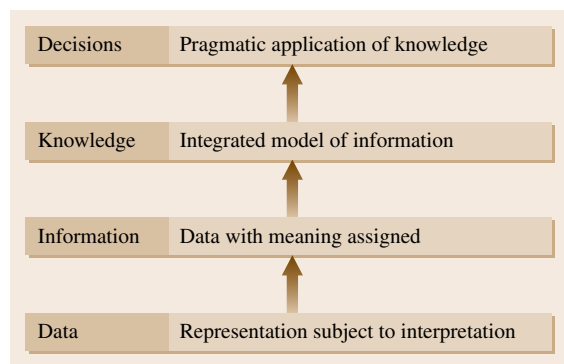 Decisions Pragmatic application of knowledge
Knowledge Integrated model of information
Information Data with meaning assigned
Data Representation subject to interpretation